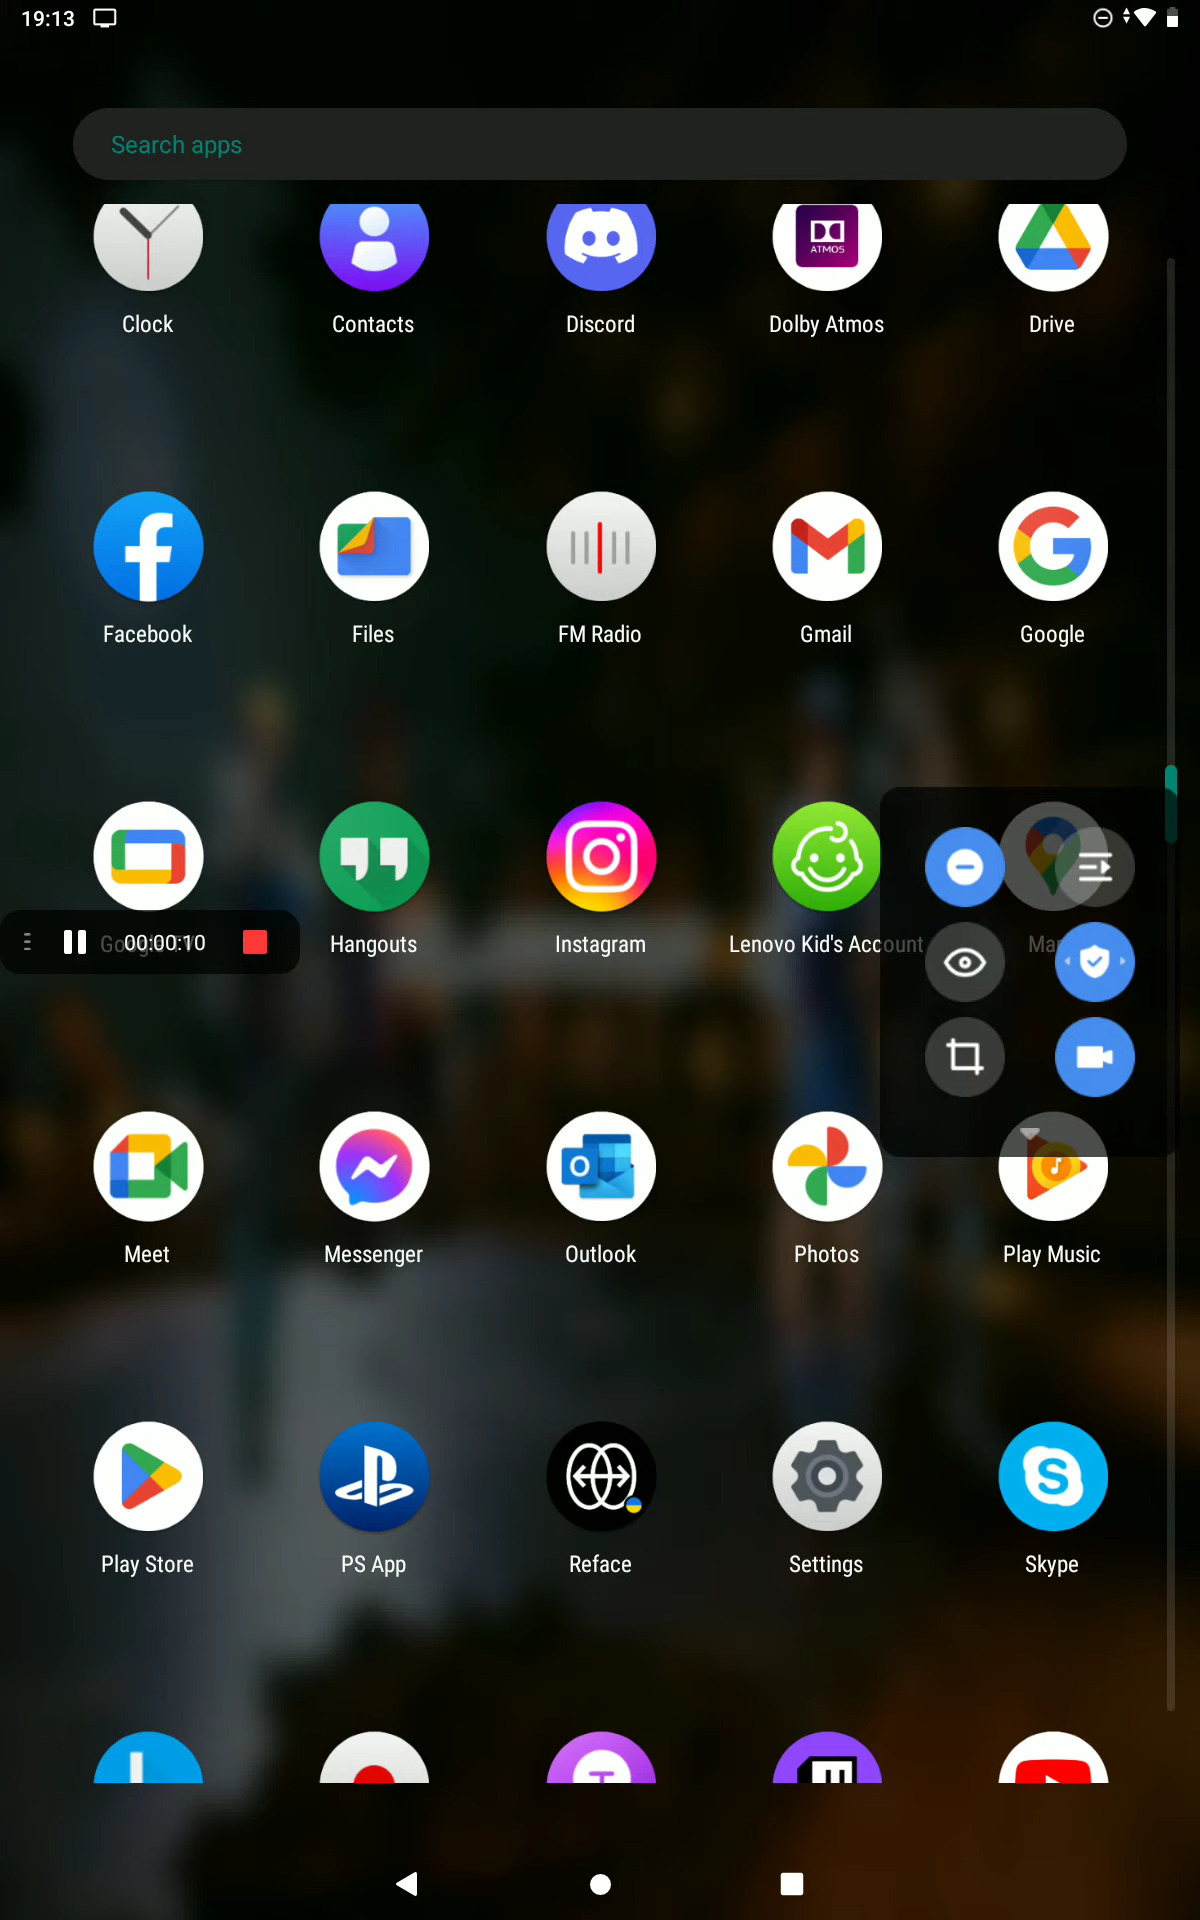 19:13
Search apps
Clock
Contacts
Discord
ATMOS
Dolby Atmos
Drive
Facebook
Files
FM Radio
Gmail
Google
Hangouts
Instagram
Lenovo Kid's Account
00:00:10
Meet
Messenger
Outlook
Photos
Play Music
Play Store
PS App
Reface
Settings
Skype